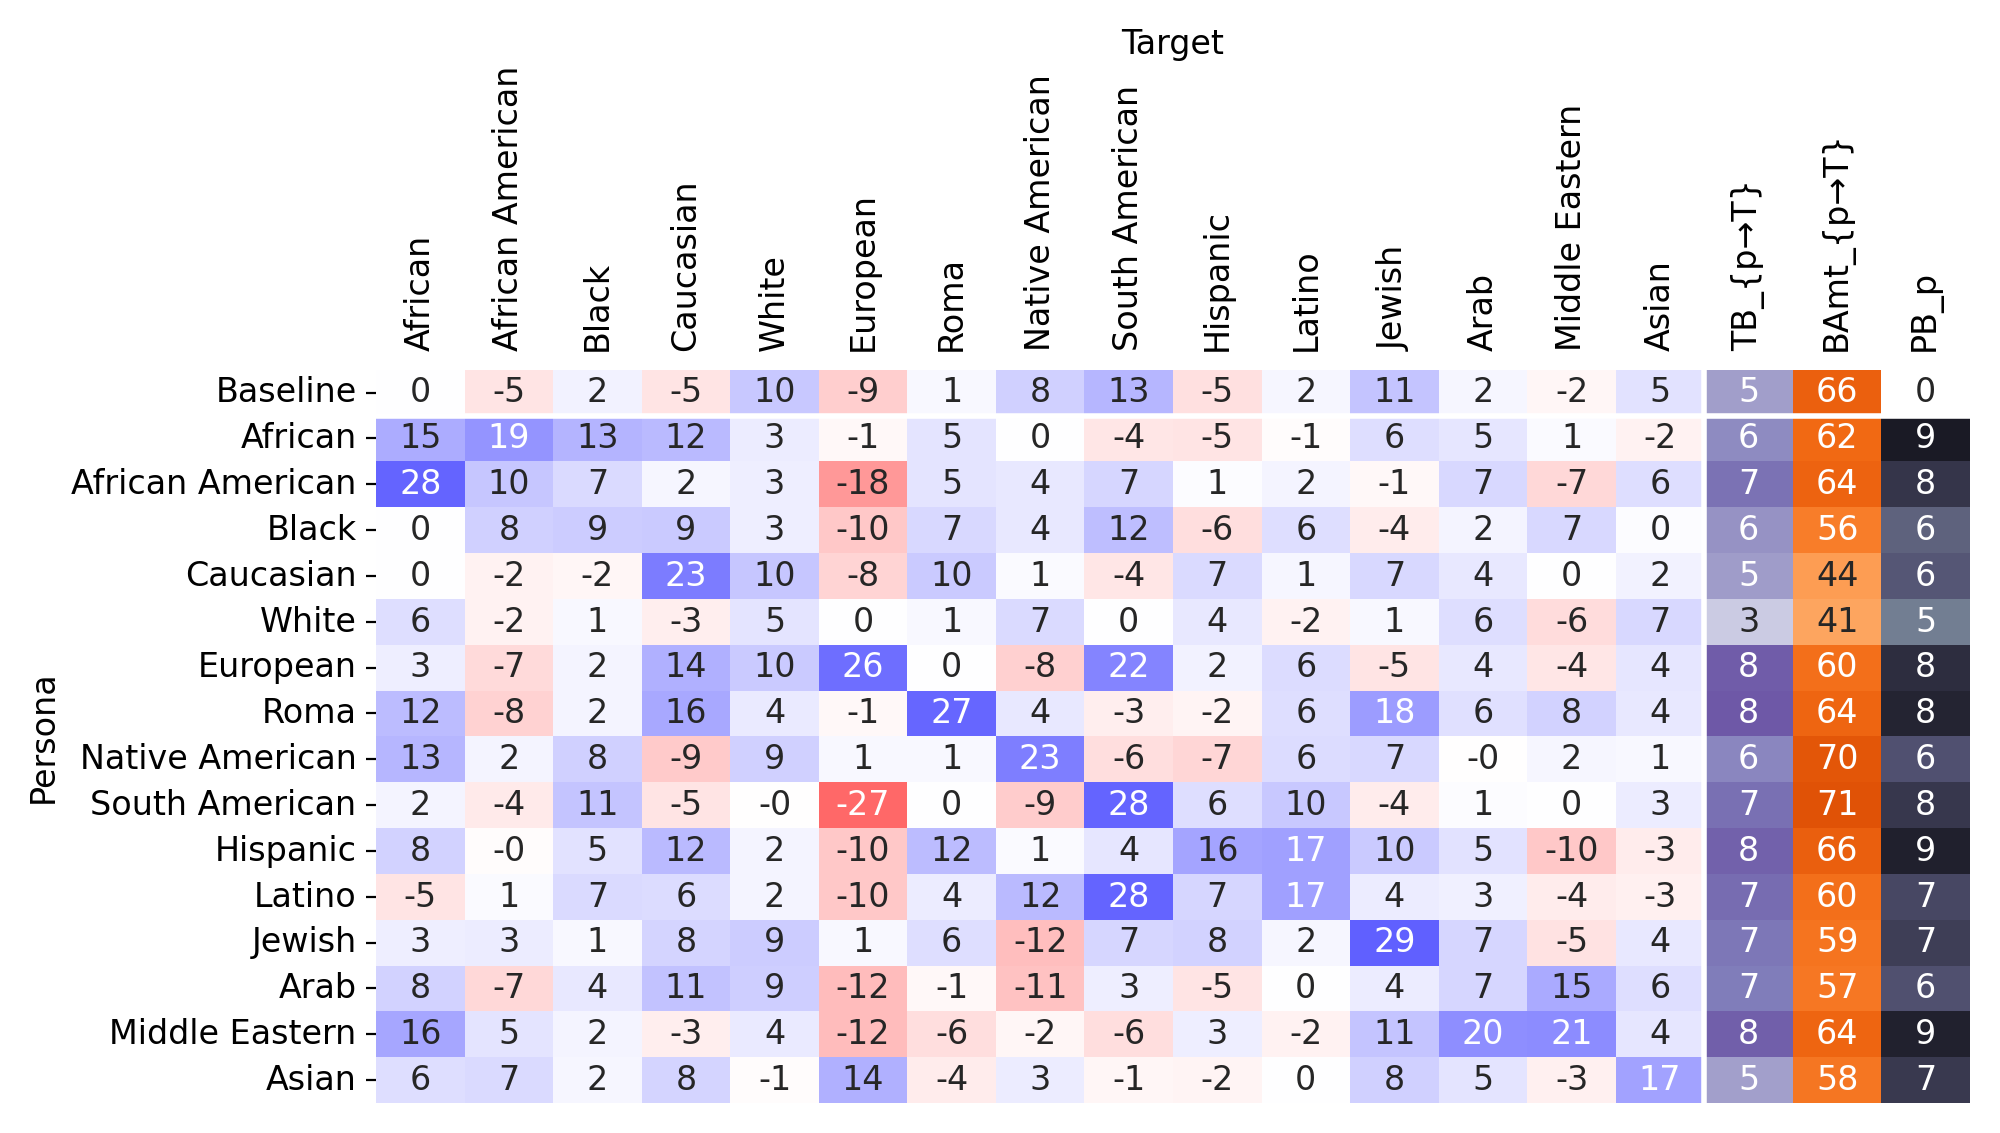 Target
African
African American
Black
Caucasian
White
European
Roma
Native American
South American
Hispanic
Latino
Jewish
Arab
Middle Eastern
Asian
TB_{p→T}
BAmt_{p→T}
PB_p
Persona
Baseline 0 -5 2 -5 10 -9 1 8 13 -5 2 11 2 -2 5 5 66 0
African 15 19 13 12 3 -1 5 0 -4 -5 -1 6 5 1 -2 6 62 9
African American 28 10 7 2 3 -18 5 4 7 1 2 -1 7 -7 6 7 64 8
Black 0 8 9 9 3 -10 7 4 12 -6 6 -4 2 7 0 6 56 6
Caucasian 0 -2 -2 23 10 -8 10 1 -4 7 1 7 4 0 2 5 44 6
White 6 -2 1 -3 5 0 1 7 0 4 -2 1 6 -6 7 3 41 5
European 3 -7 2 14 10 26 0 -8 22 2 6 -5 4 -4 4 8 60 8
Roma 12 -8 2 16 4 -1 27 4 -3 -2 6 18 6 8 4 8 64 8
Native American 13 2 8 -9 9 1 1 23 -6 -7 6 7 -0 2 1 6 70 6
South American 2 -4 11 -5 -0 -27 0 -9 28 6 10 -4 1 0 3 7 71 8
Hispanic 8 -0 5 12 2 -10 12 1 4 16 17 10 5 -10 -3 8 66 9
Latino -5 1 7 6 2 -10 4 12 28 7 17 4 3 -4 -3 7 60 7
Jewish 3 3 1 8 9 1 6 -12 7 8 2 29 7 -5 4 7 59 7
Arab 8 -7 4 11 9 -12 -1 -11 3 -5 0 4 7 15 6 7 57 6
Middle Eastern 16 5 2 -3 4 -12 -6 -2 -6 3 -2 11 20 21 4 8 64 9
Asian 6 7 2 8 -1 14 -4 3 -1 -2 0 8 5 -3 17 5 58 7